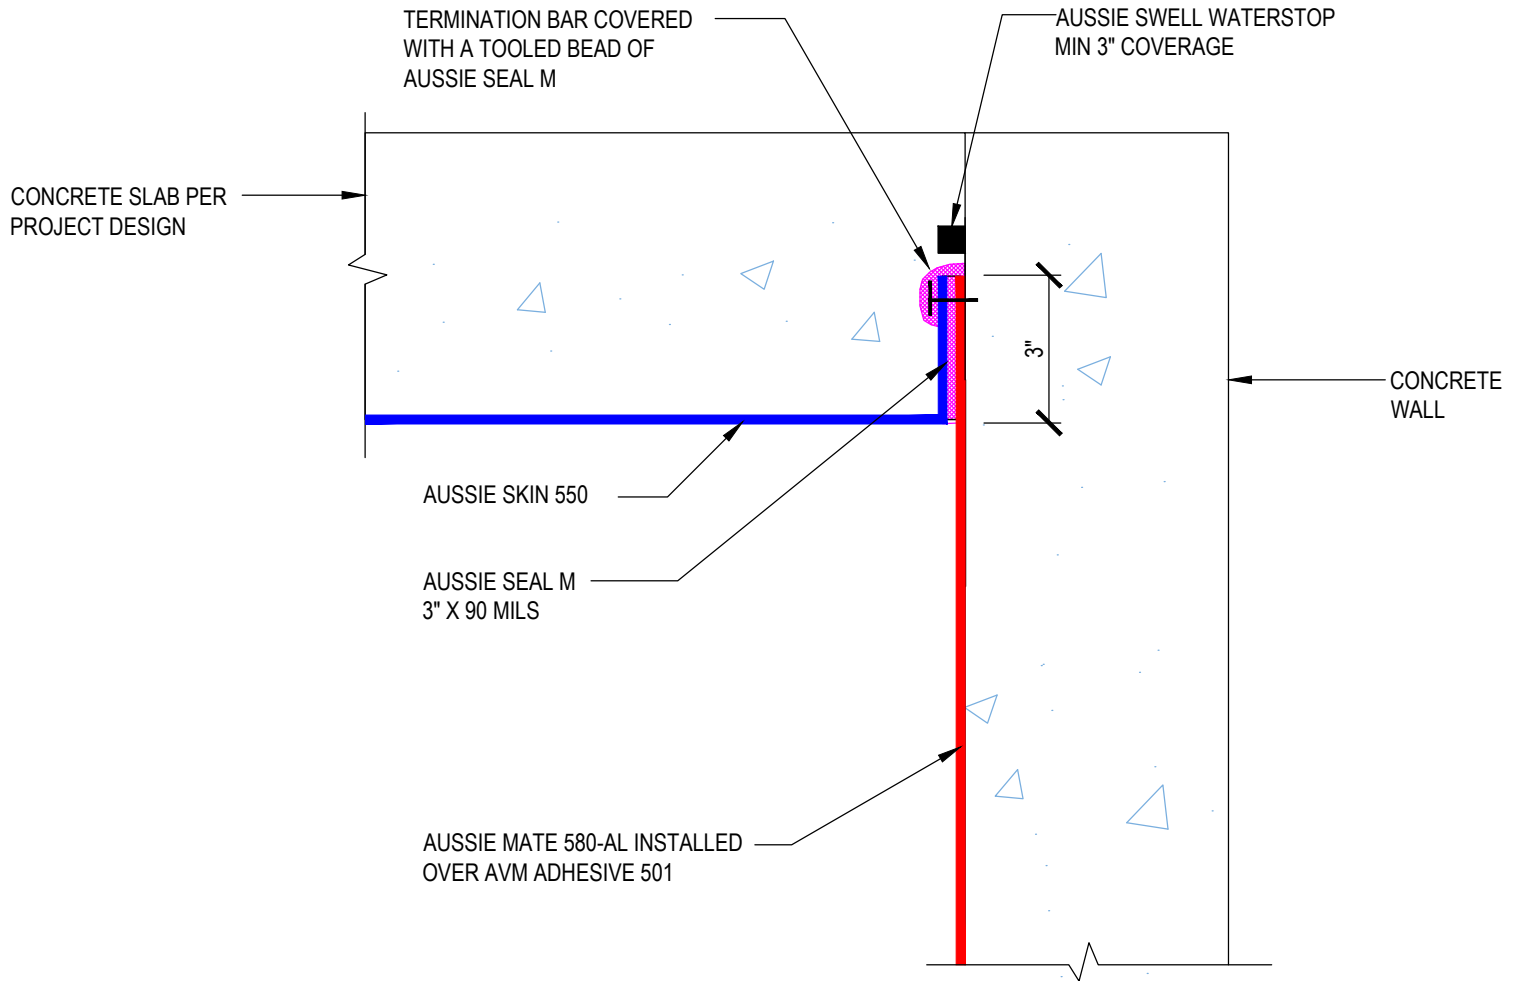 TERMINATION BAR COVERED
WITH A TOOLED BEAD OF
AUSSIE SEAL M
AUSSIE SWELL WATERSTOP
MIN 3" COVERAGE
CONCRETE SLAB PER
PROJECT DESIGN
3"
CONCRETE
WALL
AUSSIE SKIN 550
AUSSIE SEAL M
3" X 90 MILS
AUSSIE MATE 580-AL INSTALLED
OVER AVM ADHESIVE 501